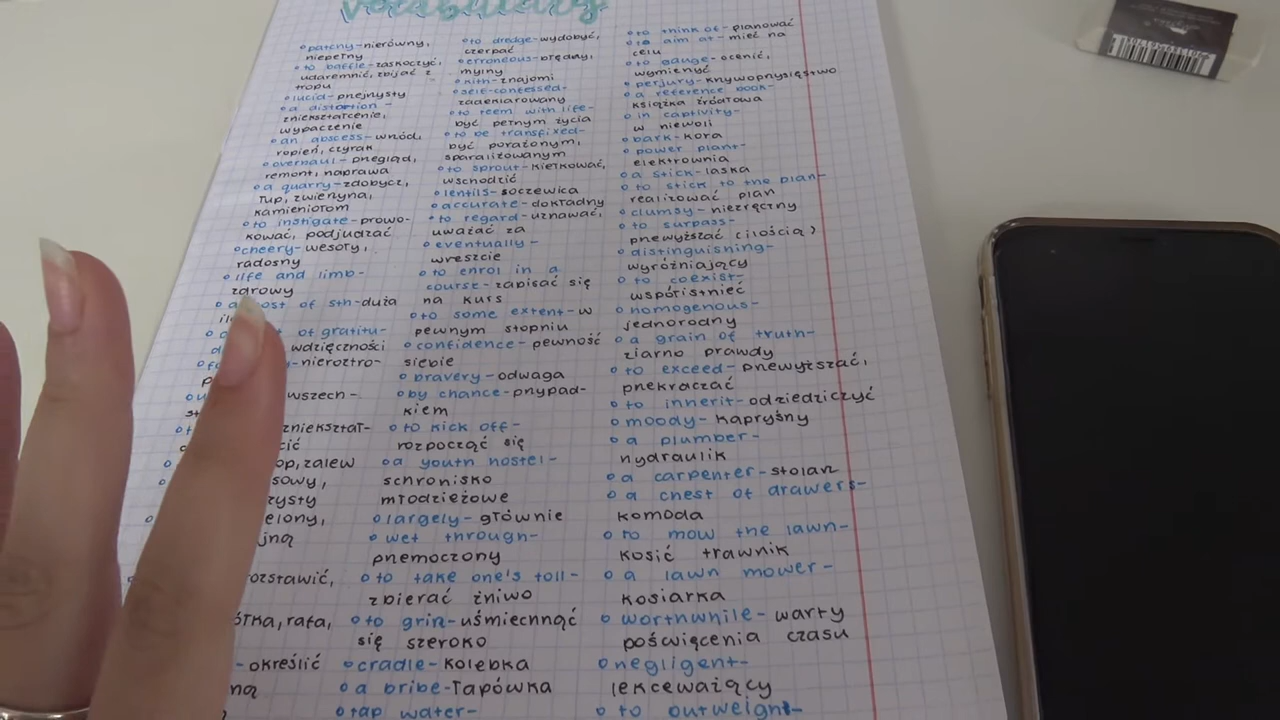 vocabulary
patchy-nierówny,
niepełny
to baffle-zaskoczyć,
udaremnić, zbijać z
tropu
lucid-przejrzysty
a distortion-
zniekształcenie,
wypaczenie
an abscess-wrzód,
ropień, czyrak
overhaul-przegląd,
remont, naprawa
a quarry-zdobycz,
łup, zwierzyna,
kamieniołom
to instigate-prowo-
kować, podjudzać
cheery-wesoły,
radosny
life and limb-
zdrowy
a host of sth-duża
of gratitu-
wdzięczności
-nieroztro-
wszech-
zniekształ-
cić
zalew
sowy,
zysty
elony,
jną
ozstawić,
rata,
-określić
ną
to dredge-wydobyć,
czerpać
erroneous-błędny,
mylny
kith-znajomi
self-confessed-
zadeklarowany
to teem with life-
być pełnym życia
to be transfixed-
być porażonym,
sparaliżowanym
to sprout-kiełkować,
wschodzić
lentils-soczewica
accurate-dokładny
to regard-uznawać,
uważać za
eventually-
wreszcie
to enrol in a
course-zapisać się
na kurs
to some extent-w
pewnym stopniu
confidence-pewność
siebie
bravery-odwaga
by chance-przypad-
kiem
to kick off-
rozpocząć się
a youth hostel-
schronisko
młodzieżowe
largely-głównie
wet through-
przemoczony
to take one's toll-
zbierać żniwo
to grin-uśmiechnąć
się szeroko
cradle-kolebka
a bribe-łapówka
tap water-
to think of-planować
to aim at-mieć na
celu
to gauge-ocenić,
wymierzyć
perjury-krzywoprzysięstwo
a reference book-
książka źródłowa
in captivity-
w niewoli
bark-kora
power plant-
elektrownia
a stick-laska
to stick to the plan-
realizować plan
clumsy-niezręczny
to surpass-
przewyższać (ilością)
distinguishing-
wyróżniający
to coexist-
współistnieć
homogenous-
jednorodny
a grain of truth-
ziarno prawdy
to exceed-przewyższać,
przekraczać
to inherit-odziedziczyć
moody-kapryśny
a plumber-
hydraulik
a carpenter-stolarz
a chest of drawers-
komoda
to mow the lawn-
kosić trawnik
a lawn mower-
kosiarka
worthwhile-warty
poświęcenia czasu
negligent-
lekceważący
to outweigh-